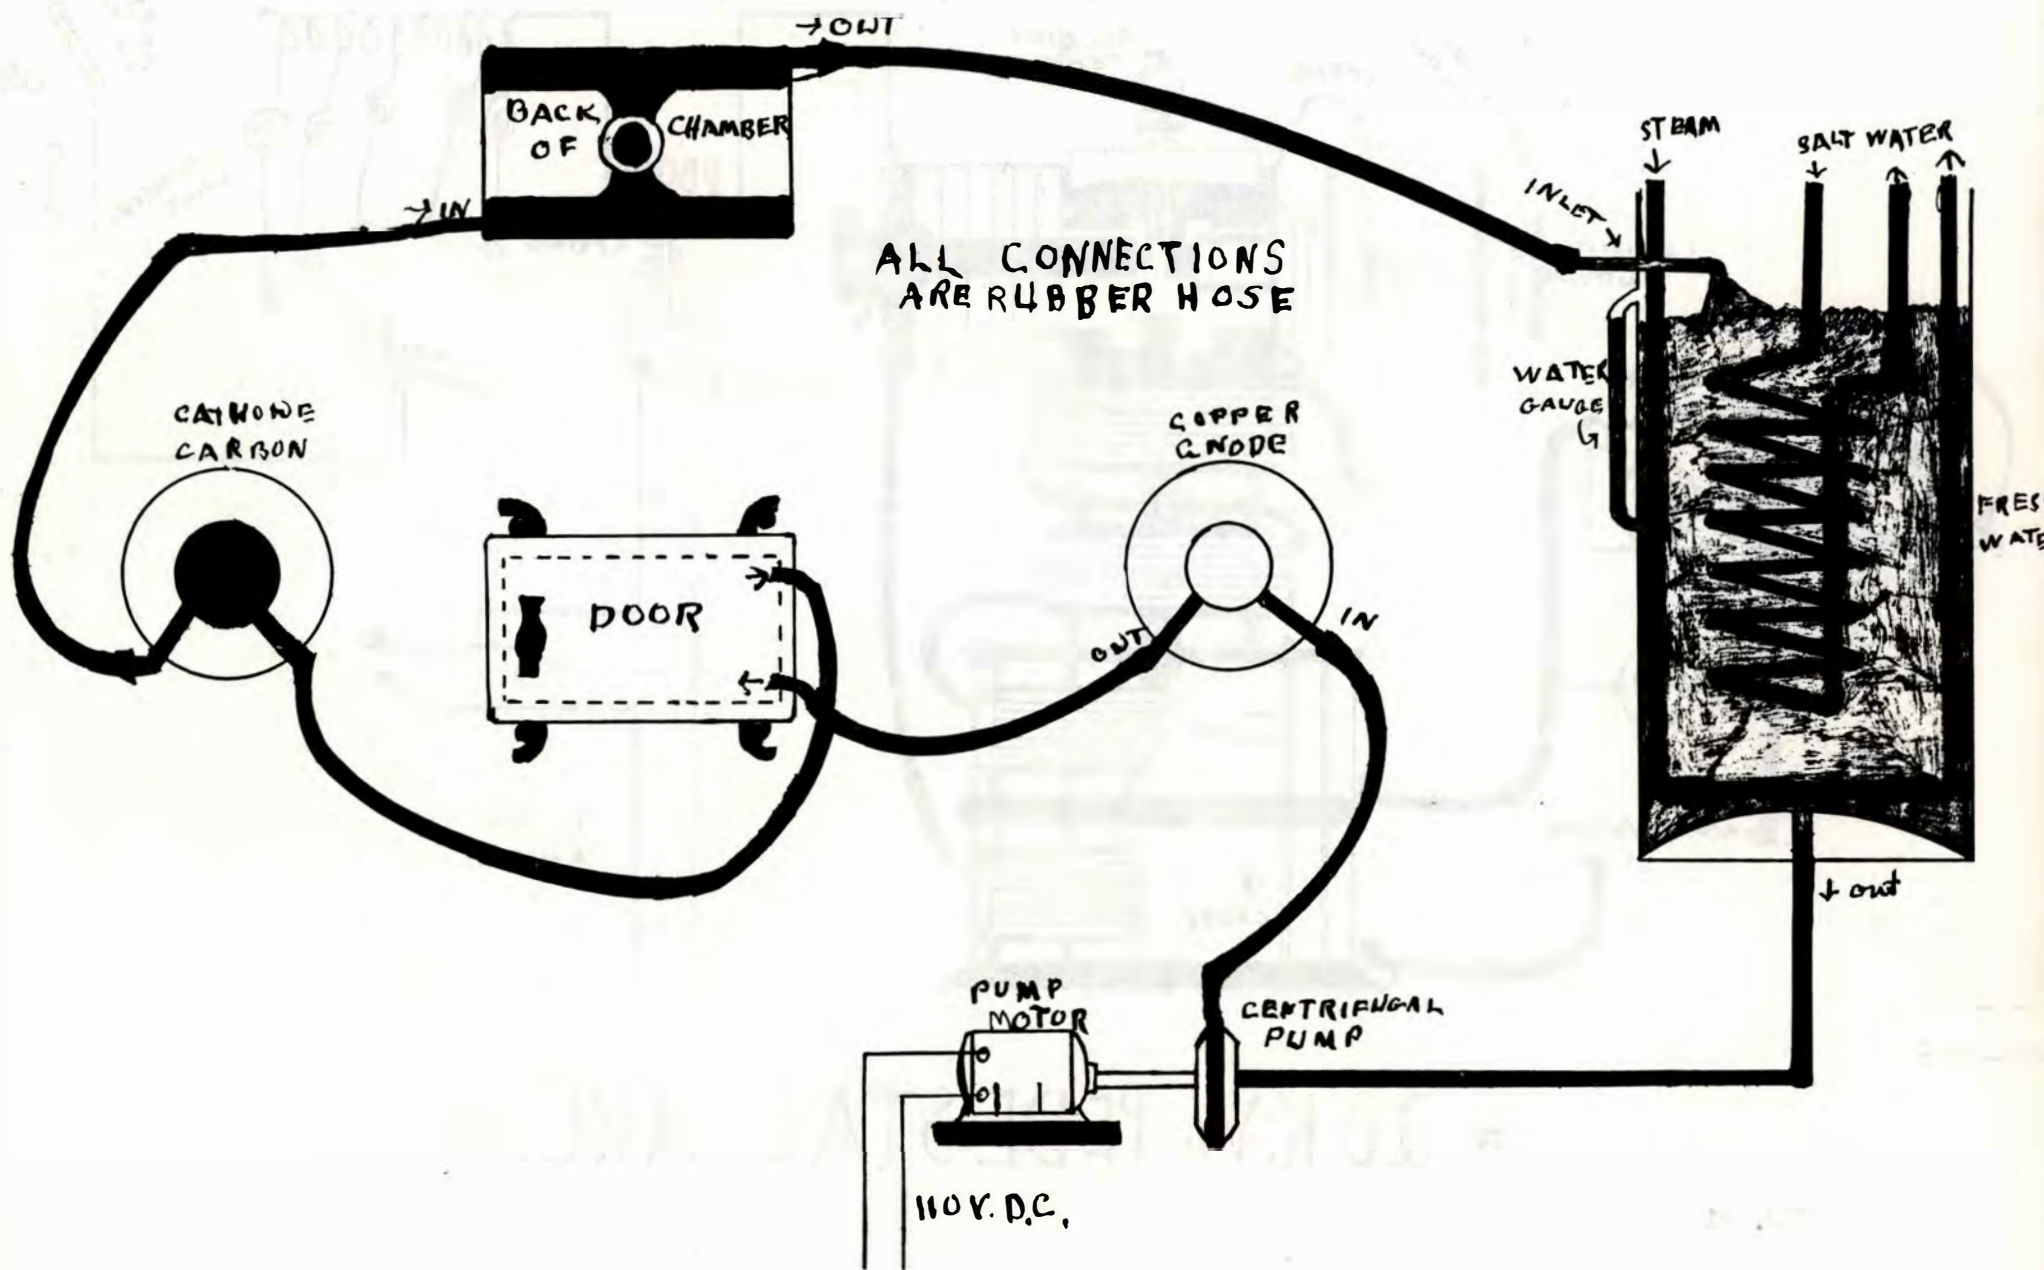 →OUT
BACK
OF
CHAMBER
→IN
STEAM
SALT WATER
INLET
ALL CONNECTIONS
ARE RUBBER HOSE
WATER
GAUGE
CATHODE
CARBON
COPPER
ANODE
FRES
WATE
DOOR
OUT
IN
↓ out
PUMP
MOTOR
CENTRIFUGAL
PUMP
110 V. D.C.